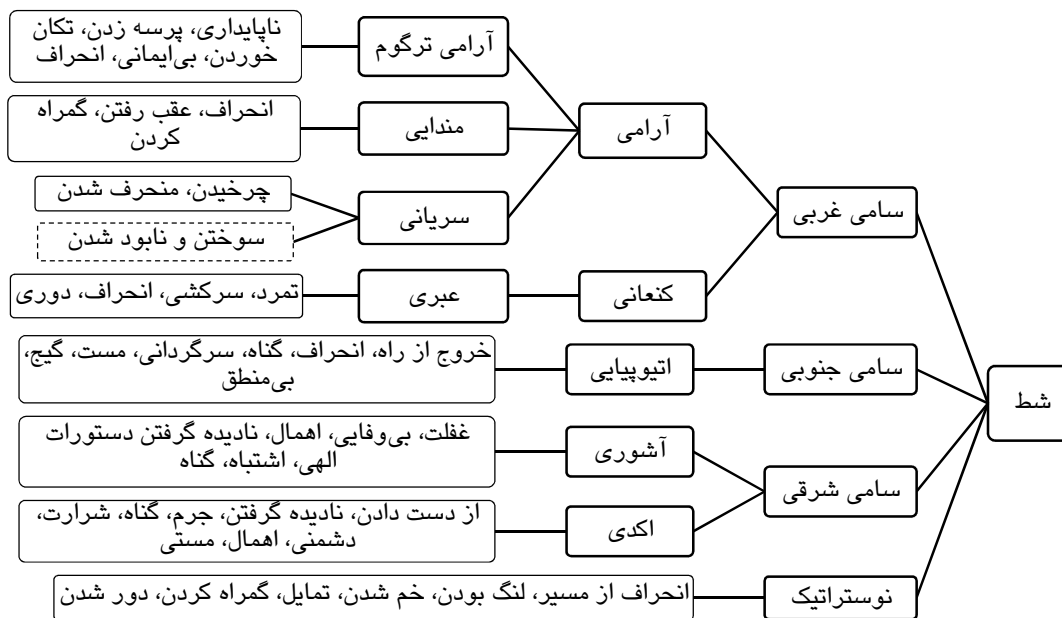 شط
سامی غربی
آرامی
آرامی ترگوم
ناپایداری، پرسه زدن، تکان
خوردن، بی‌ایمانی، انحراف
مندایی
انحراف، عقب رفتن، گمراه
کردن
سریانی
چرخیدن، منحرف شدن
سوختن و نابود شدن
کنعانی
عبری
تمرد، سرکشی، انحراف، دوری
سامی جنوبی
اتیوپیایی
خروج از راه، انحراف، گناه، سرگردانی، مست، گیج،
بی‌منطق
سامی شرقی
آشوری
غفلت، بی‌وفایی، اهمال، نادیده گرفتن دستورات
الهی، اشتباه، گناه
اکدی
از دست دادن، نادیده گرفتن، جرم، گناه، شرارت،
دشمنی، اهمال، مستی
نوستراتیک
انحراف از مسیر، لنگ بودن، خم شدن، تمایل، گمراه کردن، دور شدن